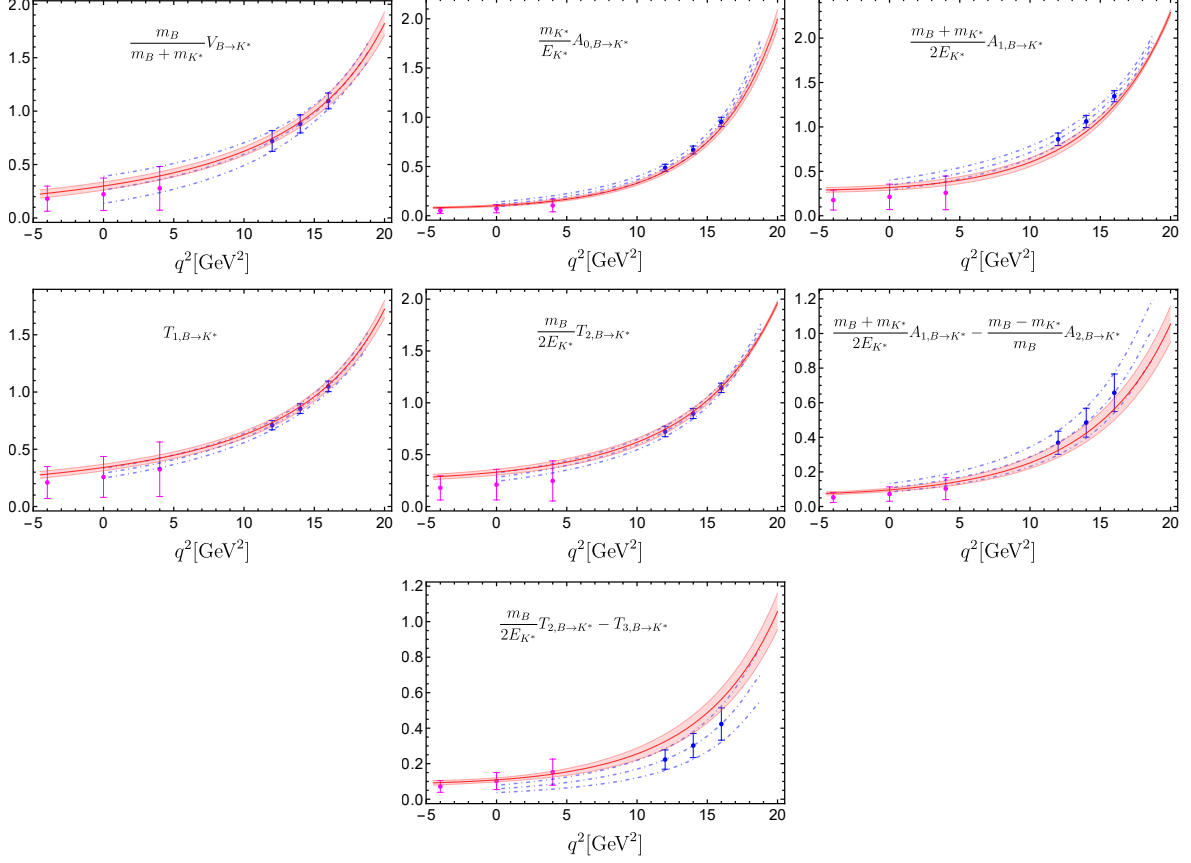 \frac{m_B}{m_B + m_{K^*}} V_{B→K^*}
2.0
1.5
1.0
0.5
0.0
−5 0 5 10 15 20
q^2[GeV^2]
\frac{m_{K^*}}{E_{K^*}} A_{0,B→K^*}
2.0
1.5
1.0
0.5
0.0
−5 0 5 10 15 20
q^2[GeV^2]
\frac{m_B + m_{K^*}}{2E_{K^*}} A_{1,B→K^*}
2.0
1.5
1.0
0.5
0.0
−5 0 5 10 15 20
q^2[GeV^2]
T_{1,B→K^*}
1.5
1.0
0.5
0.0
−5 0 5 10 15 20
q^2[GeV^2]
\frac{m_B}{2E_{K^*}} T_{2,B→K^*}
2.0
1.5
1.0
0.5
0.0
−5 0 5 10 15 20
q^2[GeV^2]
\frac{m_B + m_{K^*}}{2E_{K^*}} A_{1,B→K^*} − \frac{m_B − m_{K^*}}{m_B} A_{2,B→K^*}
1.2
1.0
0.8
0.6
0.4
0.2
0.0
−5 0 5 10 15 20
q^2[GeV^2]
\frac{m_B}{2E_{K^*}} T_{2,B→K^*} − T_{3,B→K^*}
1.2
1.0
0.8
0.6
0.4
0.2
0.0
−5 0 5 10 15 20
q^2[GeV^2]